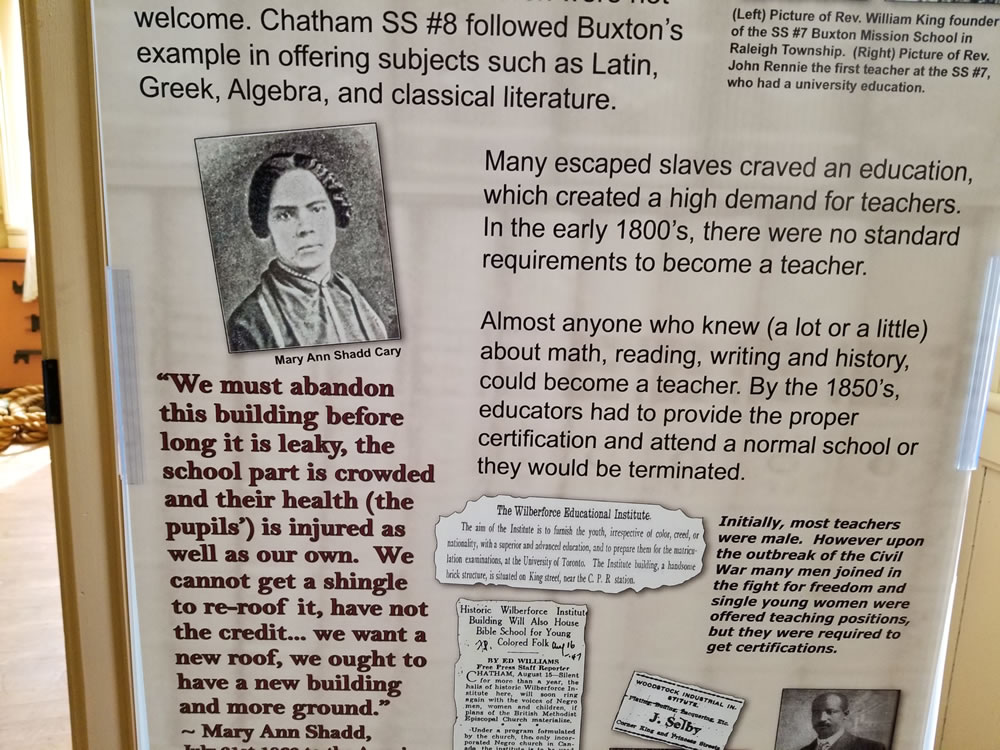 welcome. Chatham SS #8 followed Buxton's
example in offering subjects such as Latin,
Greek, Algebra, and classical literature.
(Left) Picture of Rev. William King founder
of the SS #7 Buxton Mission School in
Raleigh Township. (Right) Picture of Rev.
John Rennie the first teacher at the SS #7,
who had a university education.
Mary Ann Shadd Cary
"We must abandon
this building before
long it is leaky, the
school part is crowded
and their health (the
pupils') is injured as
well as our own. We
cannot get a shingle
to re-roof it, have not
the credit... we want a
new roof, we ought to
have a new building
and more ground."
~ Mary Ann Shadd,
Many escaped slaves craved an education,
which created a high demand for teachers.
In the early 1800's, there were no standard
requirements to become a teacher.
Almost anyone who knew (a lot or a little)
about math, reading, writing and history,
could become a teacher. By the 1850's,
educators had to provide the proper
certification and attend a normal school or
they would be terminated.
The Wilberforce Educational Institute.
The aim of the Institute is to furnish the youth, irrespective of color, creed, or
nationality, with a superior and advanced education, and to prepare them for the matricu-
lation examinations, at the University of Toronto. The Institute building, a handsome
brick structure, is situated on King street, near the C. P. R. station.
Initially, most teachers
were male. However upon
the outbreak of the Civil
War many men joined in
the fight for freedom and
single young women were
offered teaching positions,
but they were required to
get certifications.
Historic Wilberforce Institute
Building Will Also House
Bible School for Young
Colored Folk Aug 16
BY ED WILLIAMS
Free Press Staff Reporter
CHATHAM, August 15—Silent
for more than a year, the
halls of historic Wilberforce In-
stitute here, will soon ring
again with the voices of Negro
men, women and children, if
plans of the British Methodist
Episcopal Church materialize.
Under a program formulated
by the church, the only incor-
porated Negro church in Can-
WOODSTOCK INDUSTRIAL IN-
STITUTE.
Plating, Buffing, Lacquering, Etc.
J. Selby
Corner King and Princess Streets